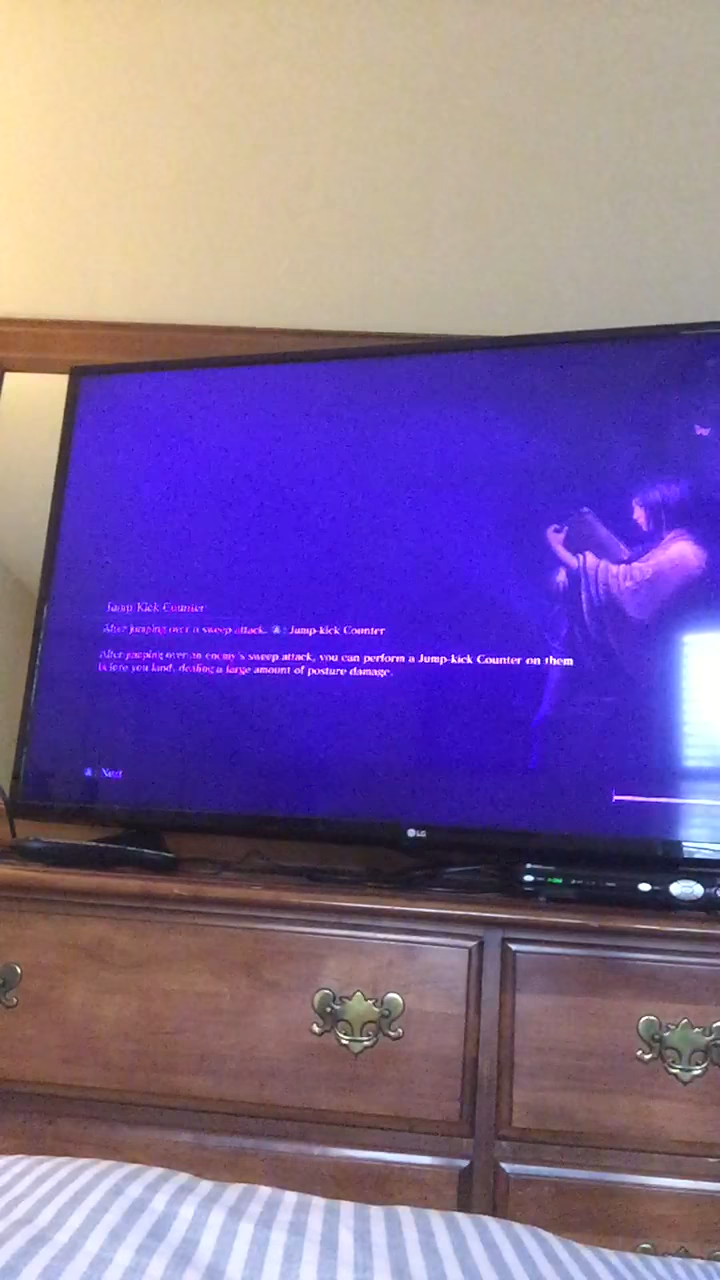 Jump-Kick Counter
After jumping over a sweep attack, Ⓐ: Jump-kick Counter
After jumping over an enemy's sweep attack, you can perform a Jump-kick Counter on them
before you land, dealing a large amount of posture damage.
Ⓐ: Next
LG